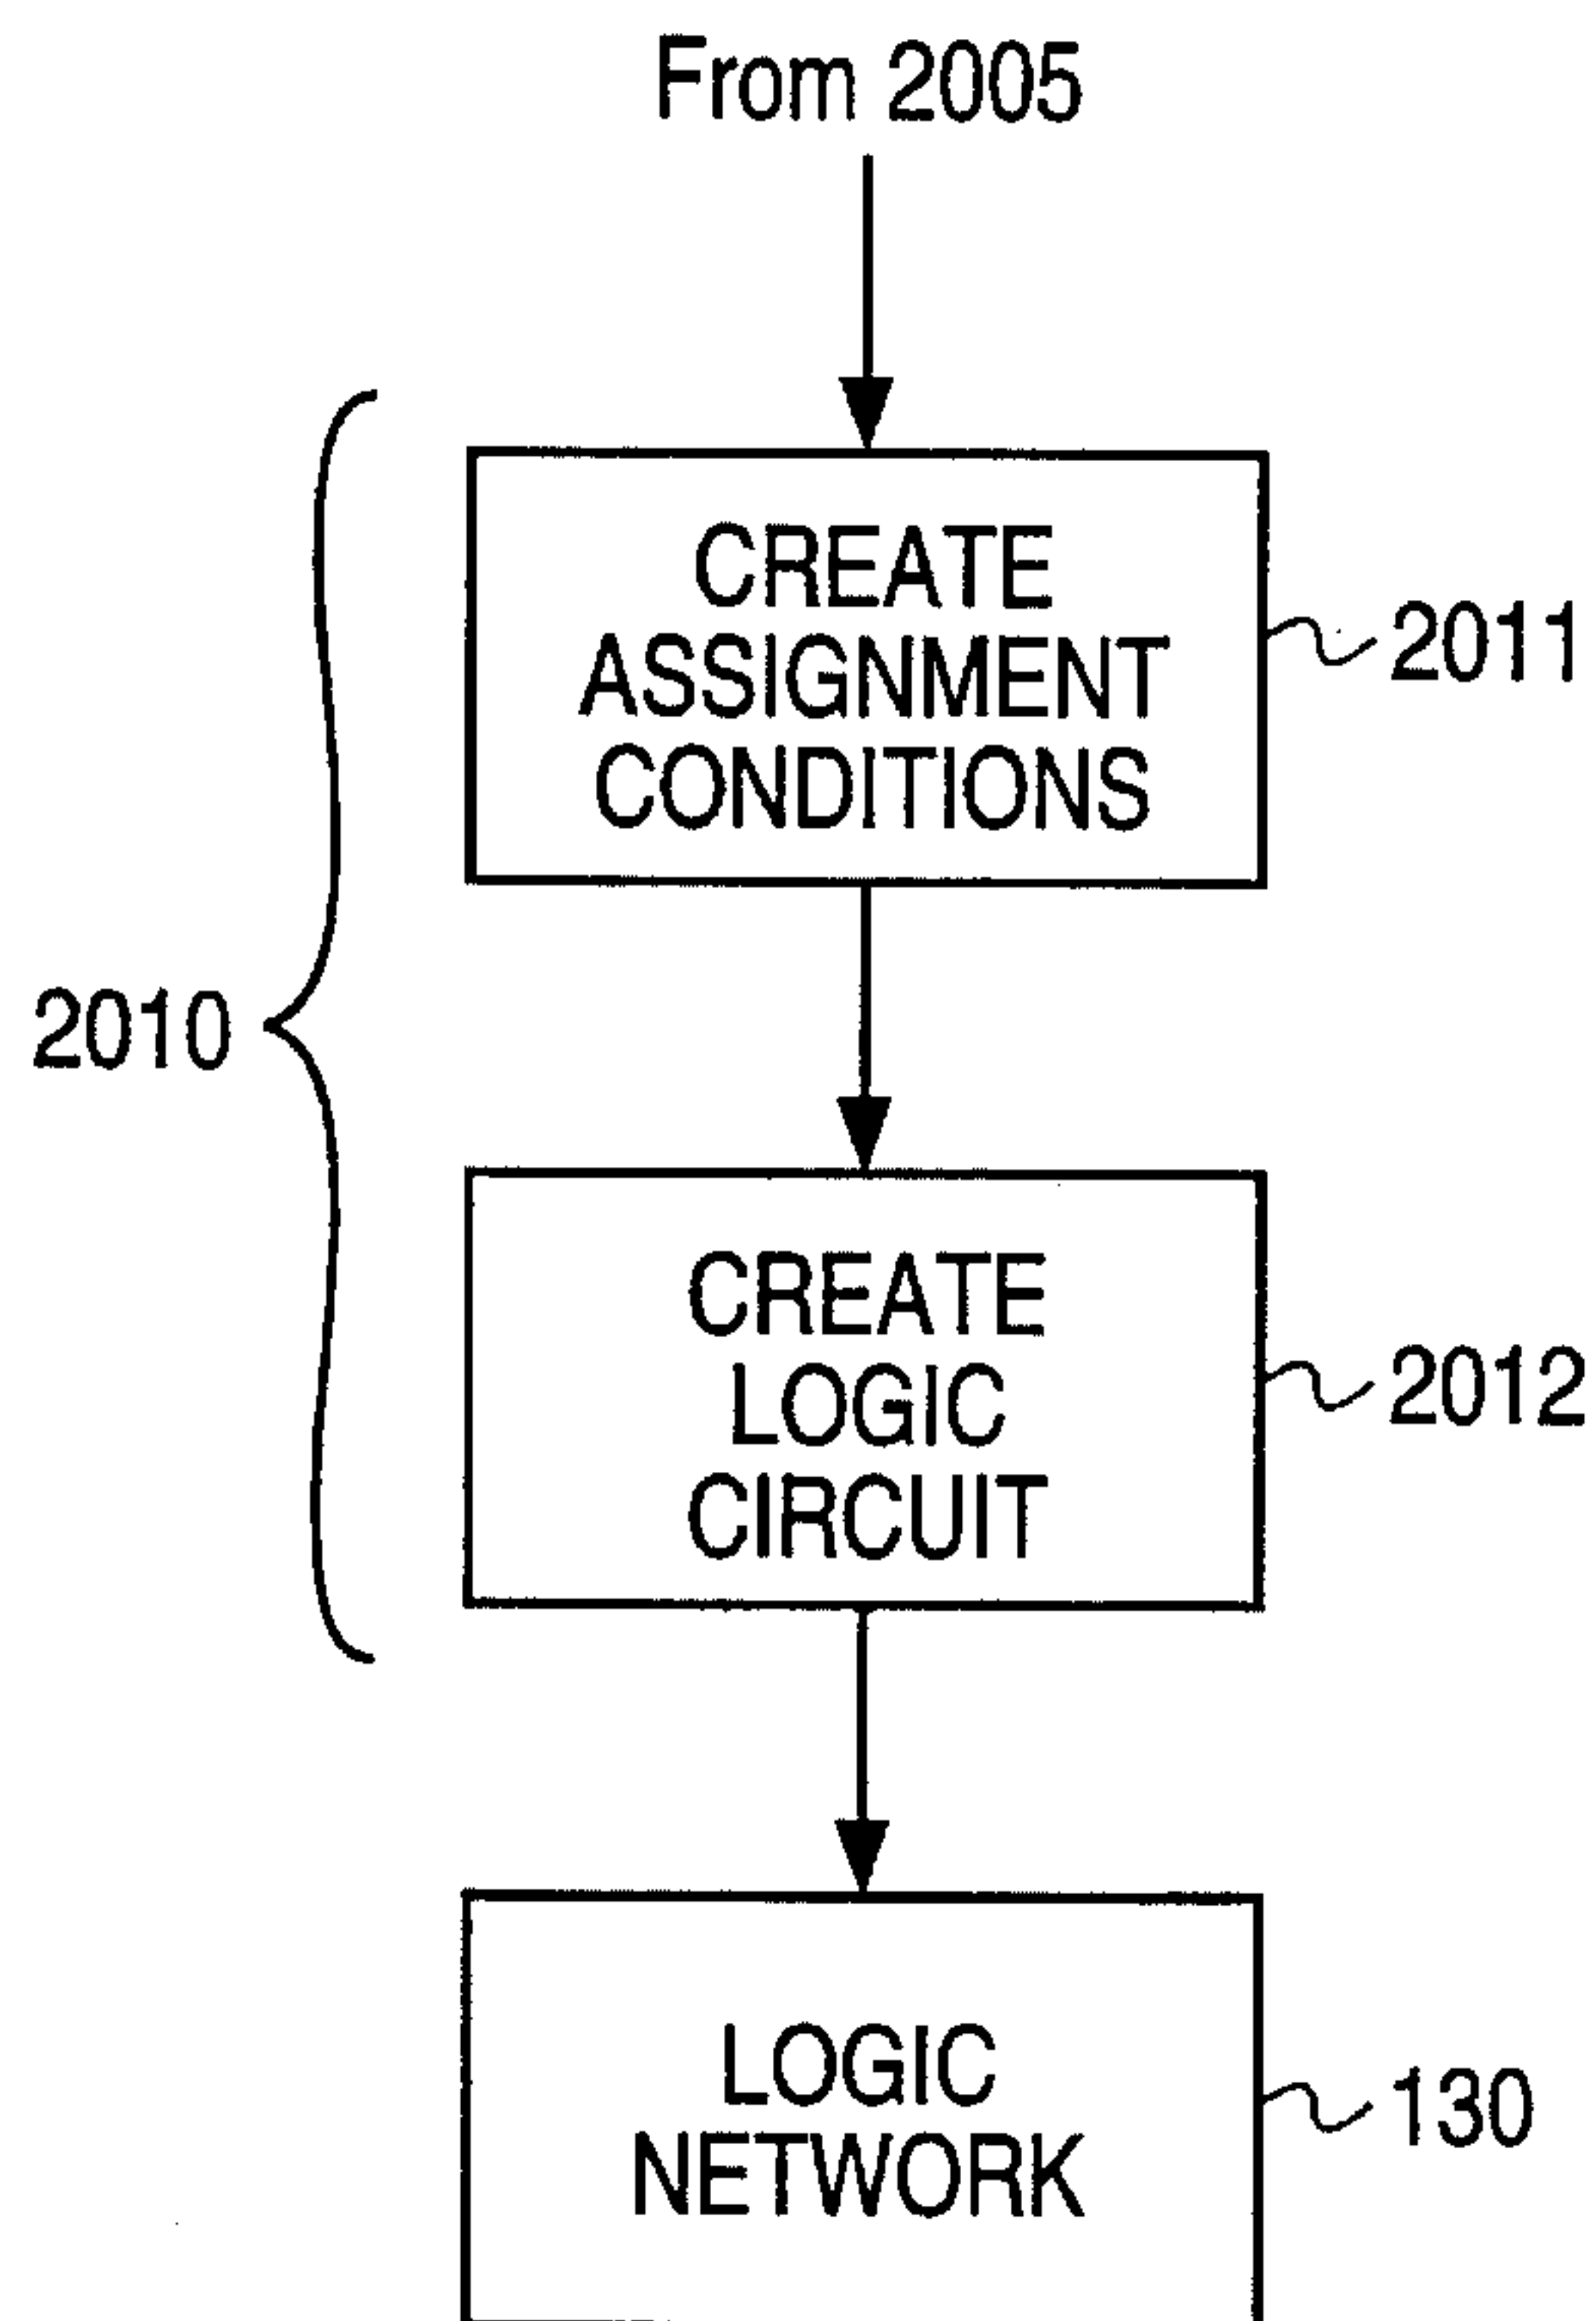 From 2005
CREATE
ASSIGNMENT
CONDITIONS
2011
2010
CREATE
LOGIC
CIRCUIT
2012
LOGIC
NETWORK
130